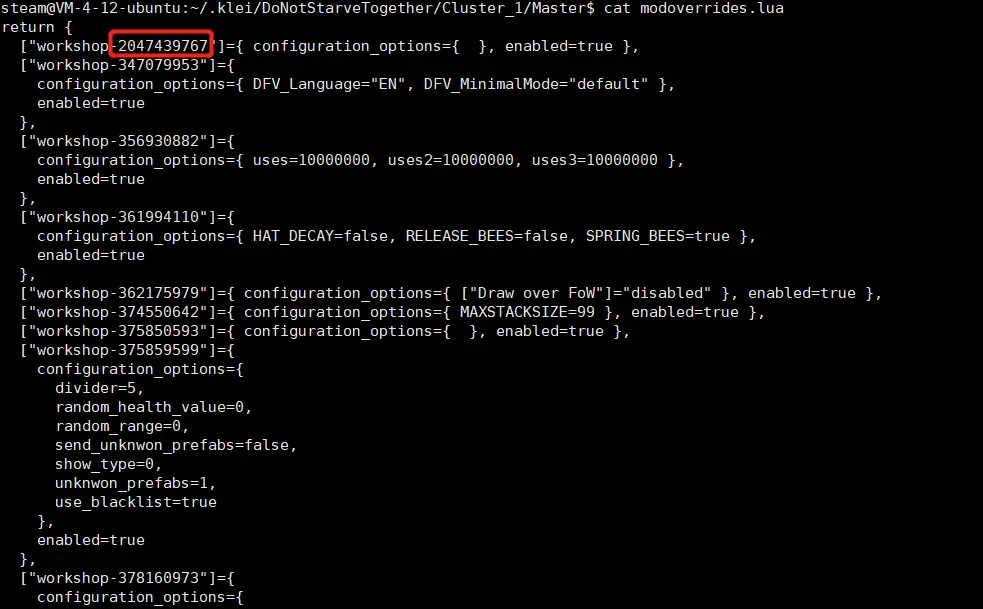 steam@VM-4-12-ubuntu:~/.klei/DoNotStarveTogether/Cluster_1/Master$ cat modoverrides.lua
return {
  ["workshop-2047439767"]={ configuration_options={  }, enabled=true },
  ["workshop-347079953"]={
    configuration_options={ DFV_Language="EN", DFV_MinimalMode="default" },
    enabled=true
  },
  ["workshop-356930882"]={
    configuration_options={ uses=10000000, uses2=10000000, uses3=10000000 },
    enabled=true
  },
  ["workshop-361994110"]={
    configuration_options={ HAT_DECAY=false, RELEASE_BEES=false, SPRING_BEES=true },
    enabled=true
  },
  ["workshop-362175979"]={ configuration_options={ ["Draw over FoW"]="disabled" }, enabled=true },
  ["workshop-374550642"]={ configuration_options={ MAXSTACKSIZE=99 }, enabled=true },
  ["workshop-375850593"]={ configuration_options={  }, enabled=true },
  ["workshop-375859599"]={
    configuration_options={
      divider=5,
      random_health_value=0,
      random_range=0,
      send_unknwon_prefabs=false,
      show_type=0,
      unknwon_prefabs=1,
      use_blacklist=true
    },
    enabled=true
  },
  ["workshop-378160973"]={
    configuration_options={